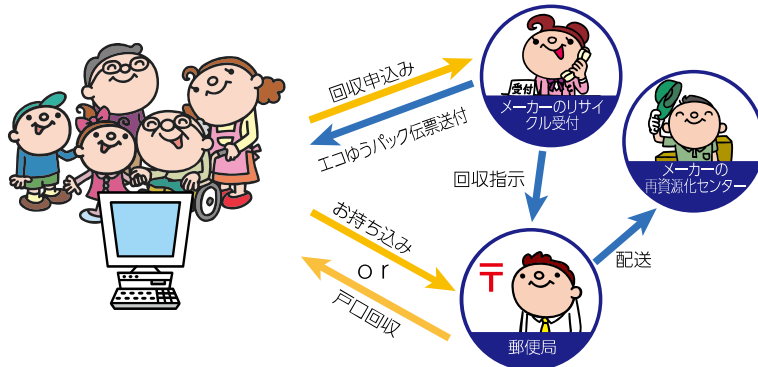 回収申込み
エコゆうパック伝票送付
受付
メーカーのリサイ
クル受付
回収指示
メーカーの
再資源化センター
お持ち込み
or
戸口回収
〒
郵便局
配送